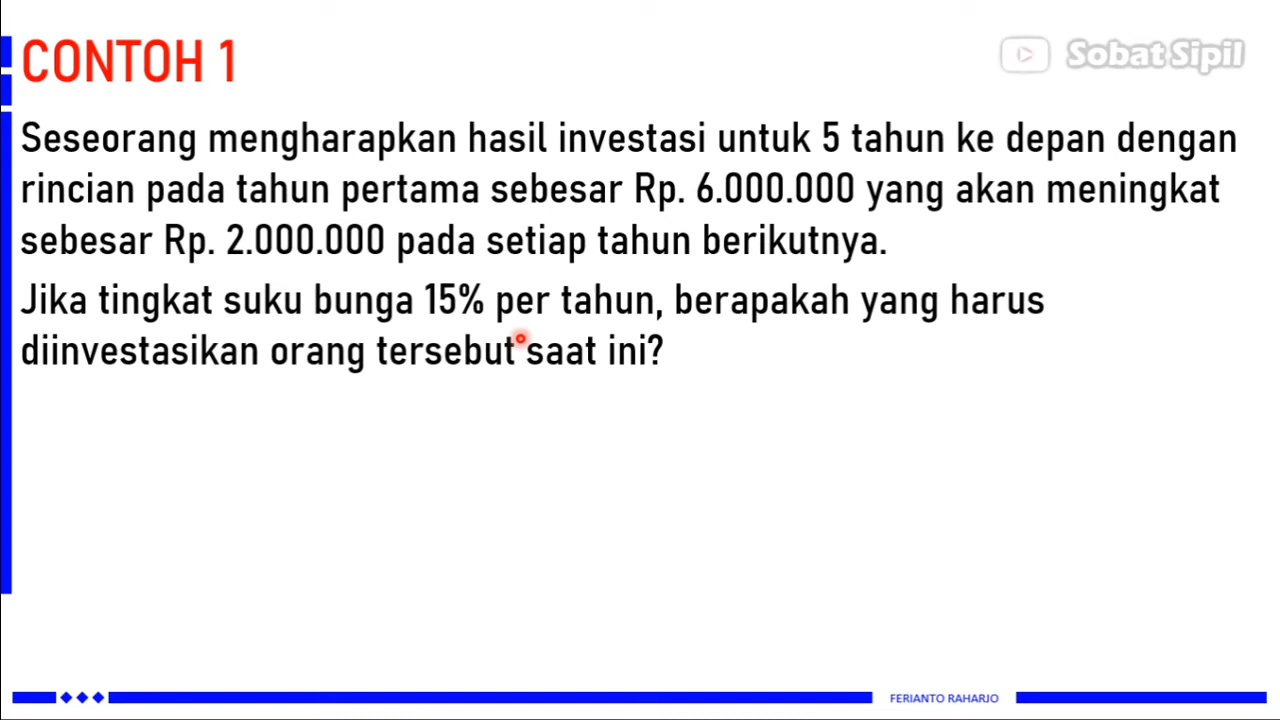 CONTOH 1
Sobat Sipil
Seseorang mengharapkan hasil investasi untuk 5 tahun ke depan dengan
rincian pada tahun pertama sebesar Rp. 6.000.000 yang akan meningkat
sebesar Rp. 2.000.000 pada setiap tahun berikutnya.
Jika tingkat suku bunga 15% per tahun, berapakah yang harus
diinvestasikan orang tersebut saat ini?
FERIANTO RAHARJO